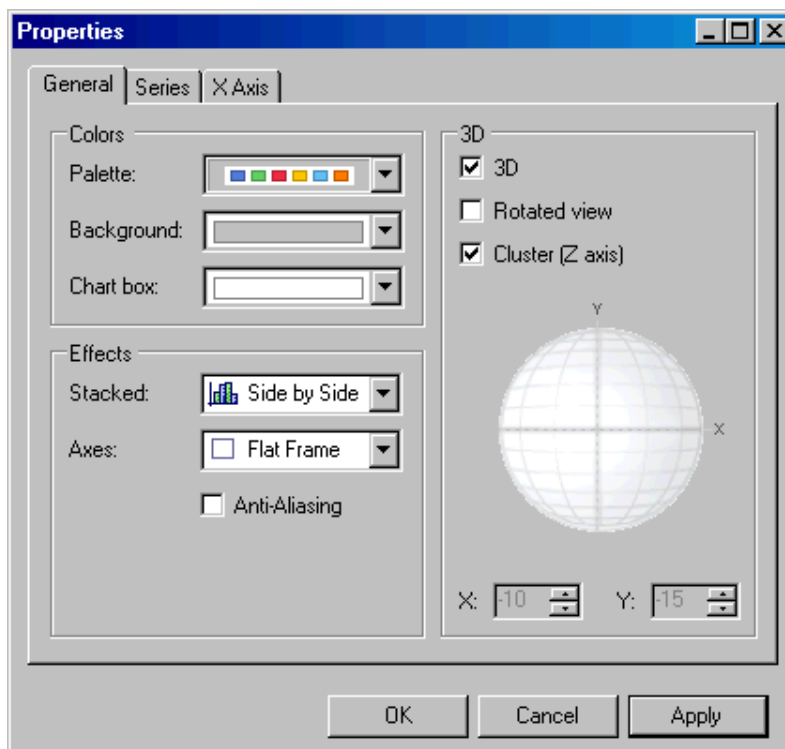 Properties
General
Series
X Axis
Colors
Palette:
Background:
Chart box:
Effects
Stacked:
Side by Side
Axes:
Flat Frame
Anti-Aliasing
3D
3D
Rotated view
Cluster (Z axis)
Y
X
X: -10 Y: -15
OK
Cancel
Apply